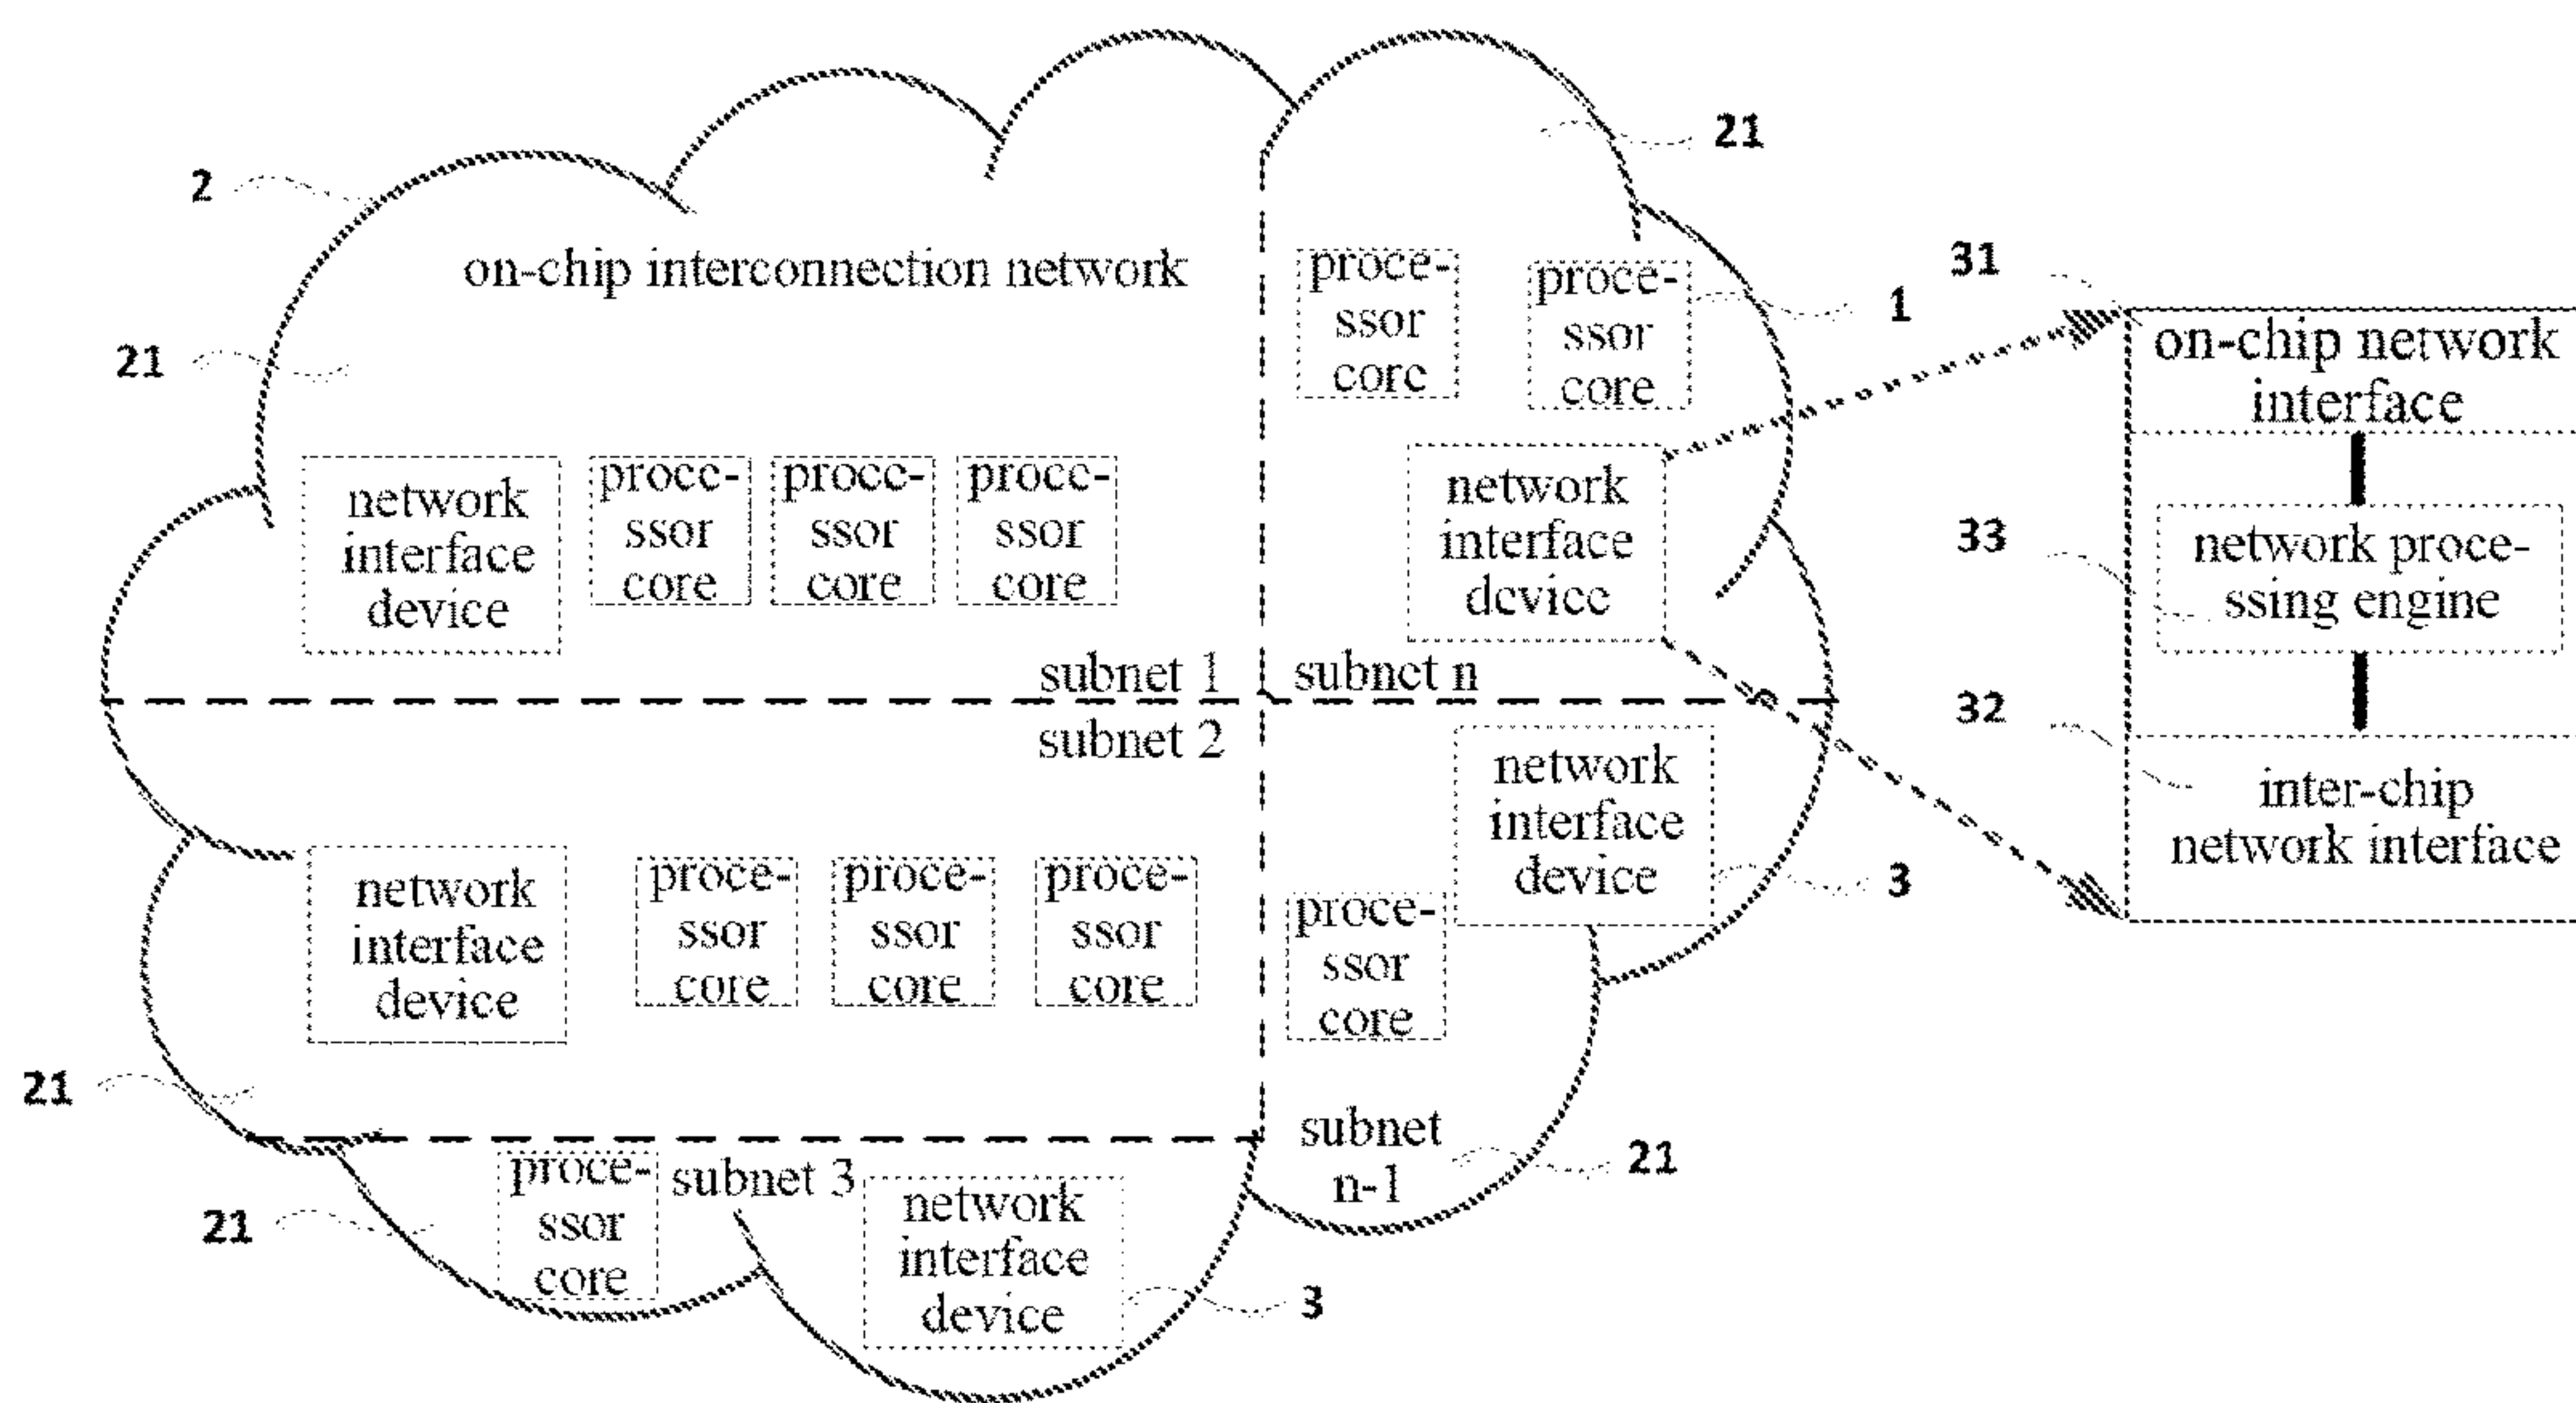 21
2
on-chip interconnection network
21
proce-
ssor
core
proce-
ssor
core
1
31
on-chip network
interface
network
interface
device
proce-
ssor
core
proce-
ssor
core
proce-
ssor
core
network
interface
device
33
network proce-
ssing engine
subnet 1
subnet n
32
inter-chip
network interface
subnet 2
network
interface
device
3
network
interface
device
proce-
ssor
core
proce-
ssor
core
proce-
ssor
core
proce-
ssor
core
21
subnet
n-1
21
21
proce-
ssor
core
subnet 3
network
interface
device
3